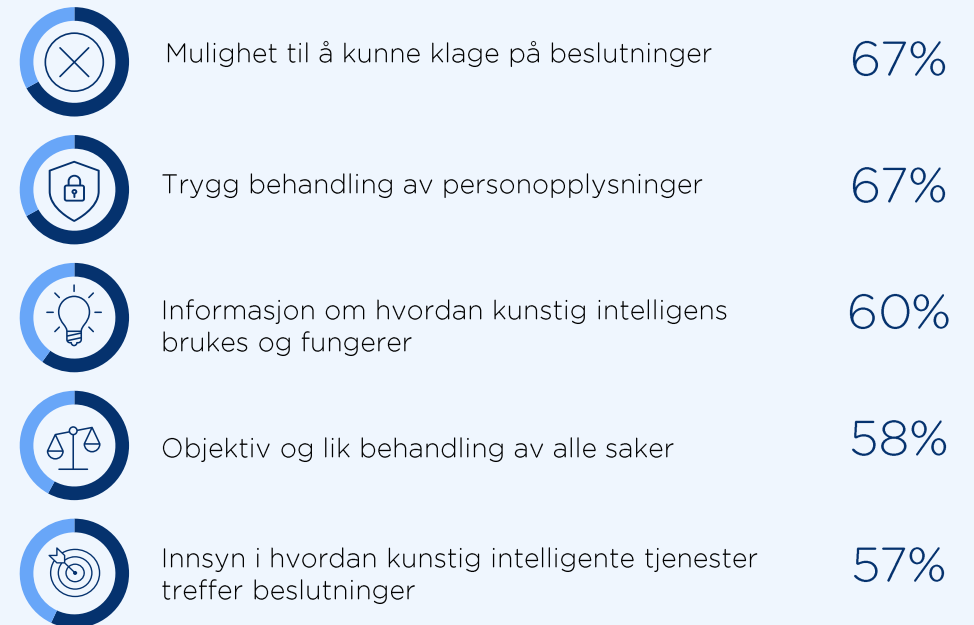 Mulighet til å kunne klage på beslutninger 67%
Trygg behandling av personopplysninger 67%
Informasjon om hvordan kunstig intelligens
brukes og fungerer
60%
Objektiv og lik behandling av alle saker 58%
Innsyn i hvordan kunstig intelligente tjenester
treffer beslutninger
57%